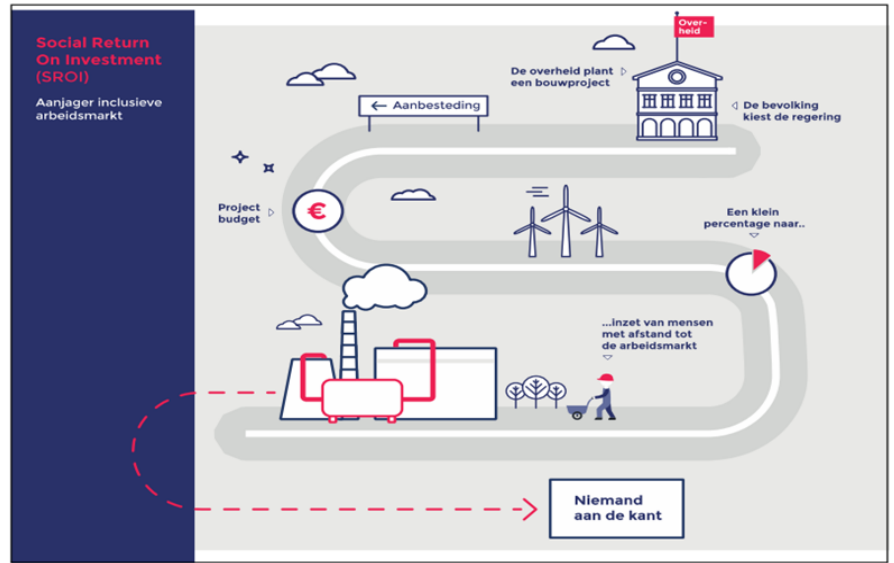 Social Return
On Investment
(SROI)
Aanjager inclusieve
arbeidsmarkt
Over-
heid
De overheid plant
een bouwproject
De bevolking
kiest de regering
← Aanbesteding
Project
budget
€
Een klein
percentage naar..
...inzet van mensen
met afstand tot
de arbeidsmarkt
Niemand
aan de kant